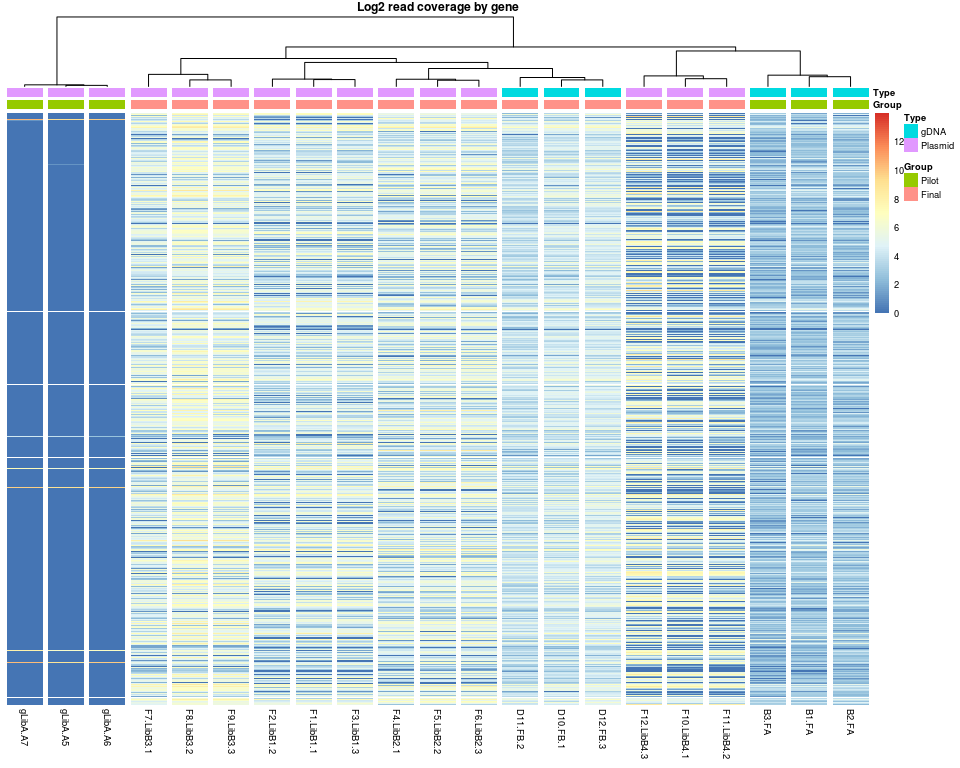 Log2 read coverage by gene
Type
Group
Type
gDNA
Plasmid
Group
Pilot
Final
12
10
8
6
4
2
0
gLibA.A7
gLibA.A5
gLibA.A6
F7.LibB3.1
F8.LibB3.2
F9.LibB3.3
F2.LibB1.2
F1.LibB1.1
F3.LibB1.3
F4.LibB2.1
F5.LibB2.2
F6.LibB2.3
D11.FB.2
D10.FB.1
D12.FB.3
F12.LibB4.3
F10.LibB4.1
F11.LibB4.2
B3.FA
B1.FA
B2.FA